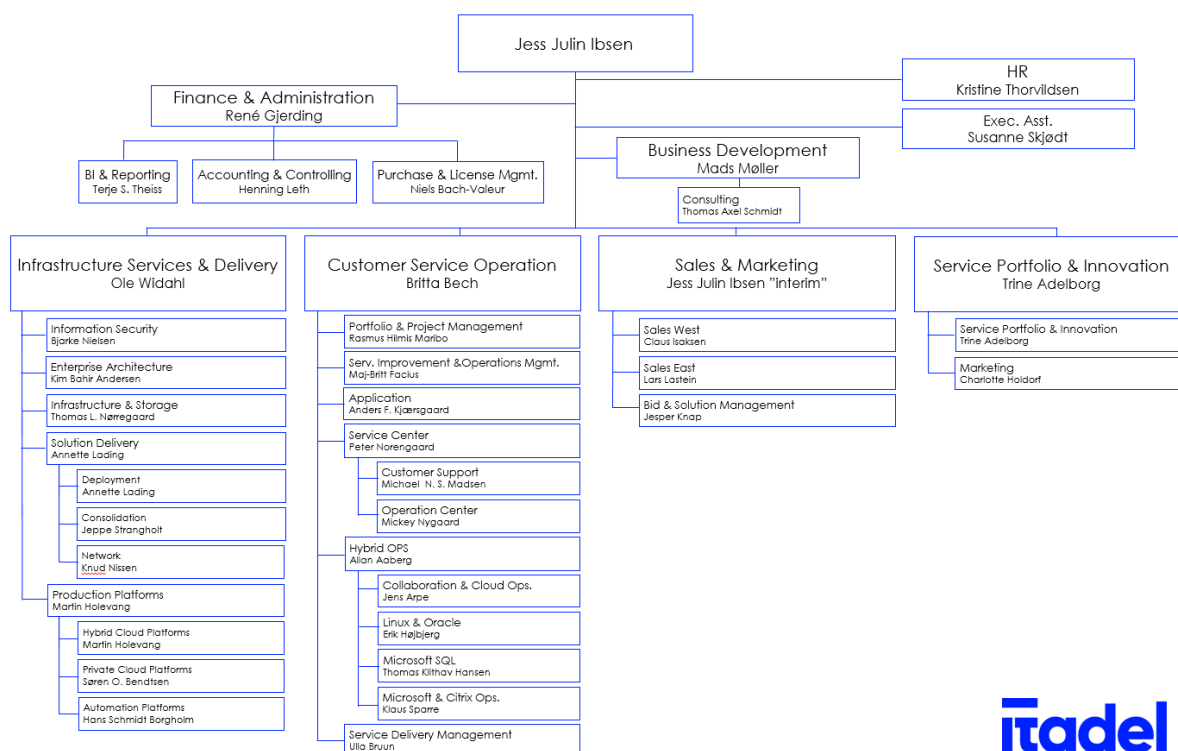 Jess Julin Ibsen
HR
Kristine Thorvildsen
Finance & Administration
René Gjerding
Exec. Asst.
Susanne Skjødt
Business Development
Mads Møller
BI & Reporting
Terje S. Theiss
Accounting & Controlling
Henning Leth
Purchase & License Mgmt.
Niels Bach-Valeur
Consulting
Thomas Axel Schmidt
Infrastructure Services & Delivery
Ole Widahl
Information Security
Bjarke Nielsen
Enterprise Architecture
Kim Bahir Andersen
Infrastructure & Storage
Thomas L. Nørregaard
Solution Delivery
Annette Lading
Deployment
Annette Lading
Consolidation
Jeppe Strangholt
Network
Knud Nissen
Production Platforms
Martin Holevang
Hybrid Cloud Platforms
Martin Holevang
Private Cloud Platforms
Søren O. Bendtsen
Automation Platforms
Hans Schmidt Borgholm
Customer Service Operation
Britta Bech
Portfolio & Project Management
Rasmus Hilmis Maribo
Serv. Improvement &Operations Mgmt.
Maj-Britt Facius
Application
Anders F. Kjærsgaard
Service Center
Peter Norengaard
Customer Support
Michael N. S. Madsen
Operation Center
Mickey Nygaard
Hybrid OPS
Allan Aaberg
Collaboration & Cloud Ops.
Jens Arpe
Linux & Oracle
Erik Højbjerg
Microsoft SQL
Thomas Klithav Hansen
Microsoft & Citrix Ops.
Klaus Sparre
Service Delivery Management
Ulla Bruun
Sales & Marketing
Jess Julin Ibsen "interim"
Sales West
Claus Isaksen
Sales East
Lars Lastein
Bid & Solution Management
Jesper Knap
Service Portfolio & Innovation
Trine Adelborg
Service Portfolio & Innovation
Trine Adelborg
Marketing
Charlotte Holdorf
itadel